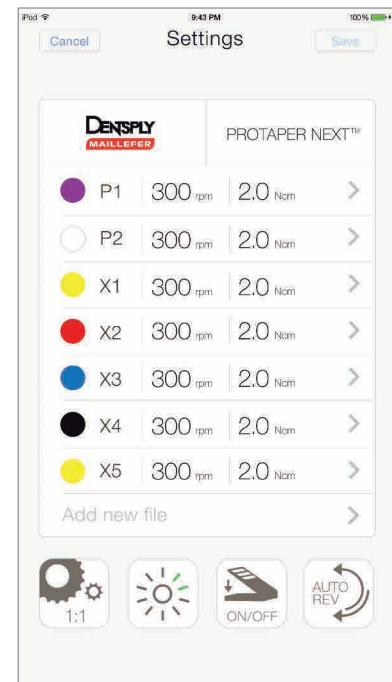 iPod 9:43 PM 100%
Cancel Settings Save
DENTSPLY
MAILLEFER
PROTAPER NEXT™
P1 300 rpm 2.0 Ncm
P2 300 rpm 2.0 Ncm
X1 300 rpm 2.0 Ncm
X2 300 rpm 2.0 Ncm
X3 300 rpm 2.0 Ncm
X4 300 rpm 2.0 Ncm
X5 300 rpm 2.0 Ncm
Add new file
1:1
ON/OFF
AUTO
REV